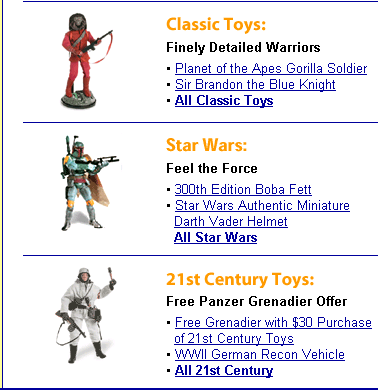 Classic Toys:
Finely Detailed Warriors
• Planet of the Apes Gorilla Soldier
• Sir Brandon the Blue Knight
• All Classic Toys
Star Wars:
Feel the Force
• 300th Edition Boba Fett
• Star Wars Authentic Miniature
Darth Vader Helmet
All Star Wars
21st Century Toys:
Free Panzer Grenadier Offer
• Free Grenadier with $30 Purchase
of 21st Century Toys
• WWII German Recon Vehicle
• All 21st Century